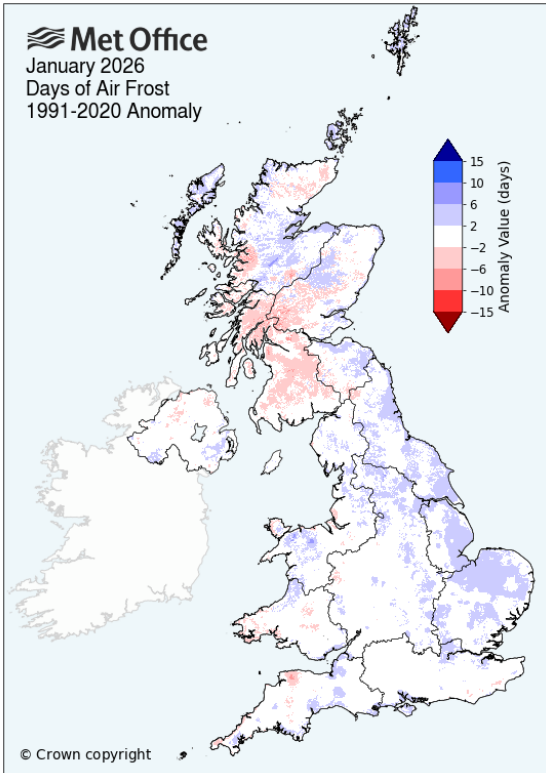 Met Office
January 2026
Days of Air Frost
1991-2020 Anomaly
15
10
6
2
−2
−6
−10
−15
Anomaly Value (days)
© Crown copyright